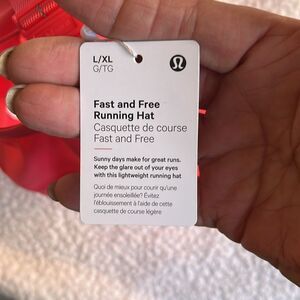 L/XL
G/TG
Fast and Free
Running Hat
Casquette de course
Fast and Free
Sunny days make for great runs.
Keep the glare out of your eyes
with this lightweight running hat
Quoi de mieux pour courir qu'une
journée ensoleillée? Évitez
l'éblouissement à l'aide de cette
casquette de course légère